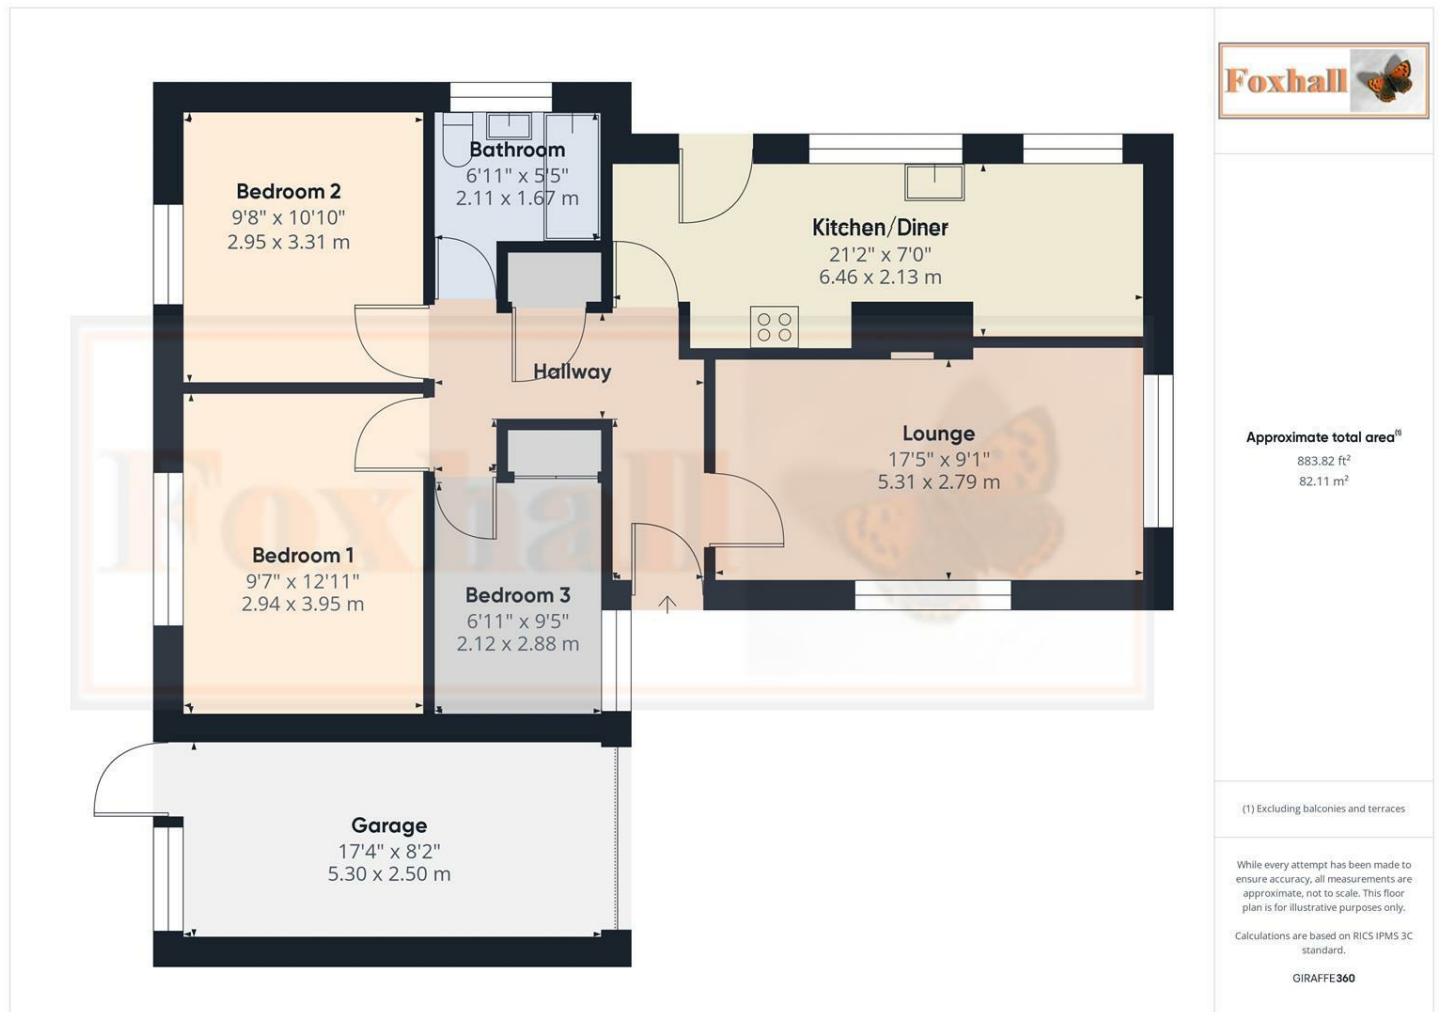 Foxhall
Bedroom 2
9'8" x 10'10"
2.95 x 3.31 m
Bathroom
6'11" x 5'5"
2.11 x 1.67 m
Kitchen/Diner
21'2" x 7'0"
6.46 x 2.13 m
Hallway
Lounge
17'5" x 9'1"
5.31 x 2.79 m
Bedroom 1
9'7" x 12'11"
2.94 x 3.95 m
Bedroom 3
6'11" x 9'5"
2.12 x 2.88 m
Garage
17'4" x 8'2"
5.30 x 2.50 m
Foxhall
Approximate total area(1)
883.82 ft²
82.11 m²
(1) Excluding balconies and terraces
While every attempt has been made to
ensure accuracy, all measurements are
approximate, not to scale. This floor
plan is for illustrative purposes only.
Calculations are based on RICS IPMS 3C
standard.
GIRAFFE360